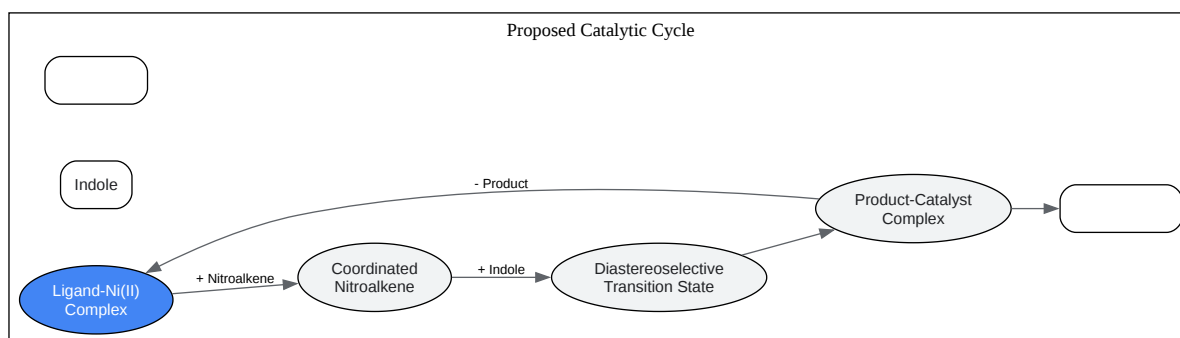 Proposed Catalytic Cycle
Indole
- Product
Product-Catalyst
Complex
Ligand-Ni(II)
Complex
+ Nitroalkene
Coordinated
Nitroalkene
+ Indole
Diastereoselective
Transition State